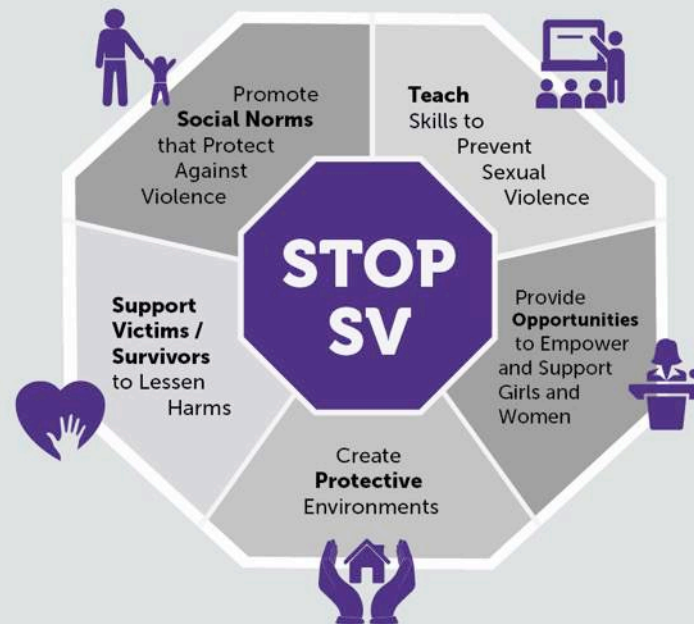 Promote
Social Norms
that Protect
Against
Violence
Teach
Skills to
Prevent
Sexual
Violence
STOP
SV
Support
Victims /
Survivors
to Lessen
Harms
Provide
Opportunities
to Empower
and Support
Girls and
Women
Create
Protective
Environments